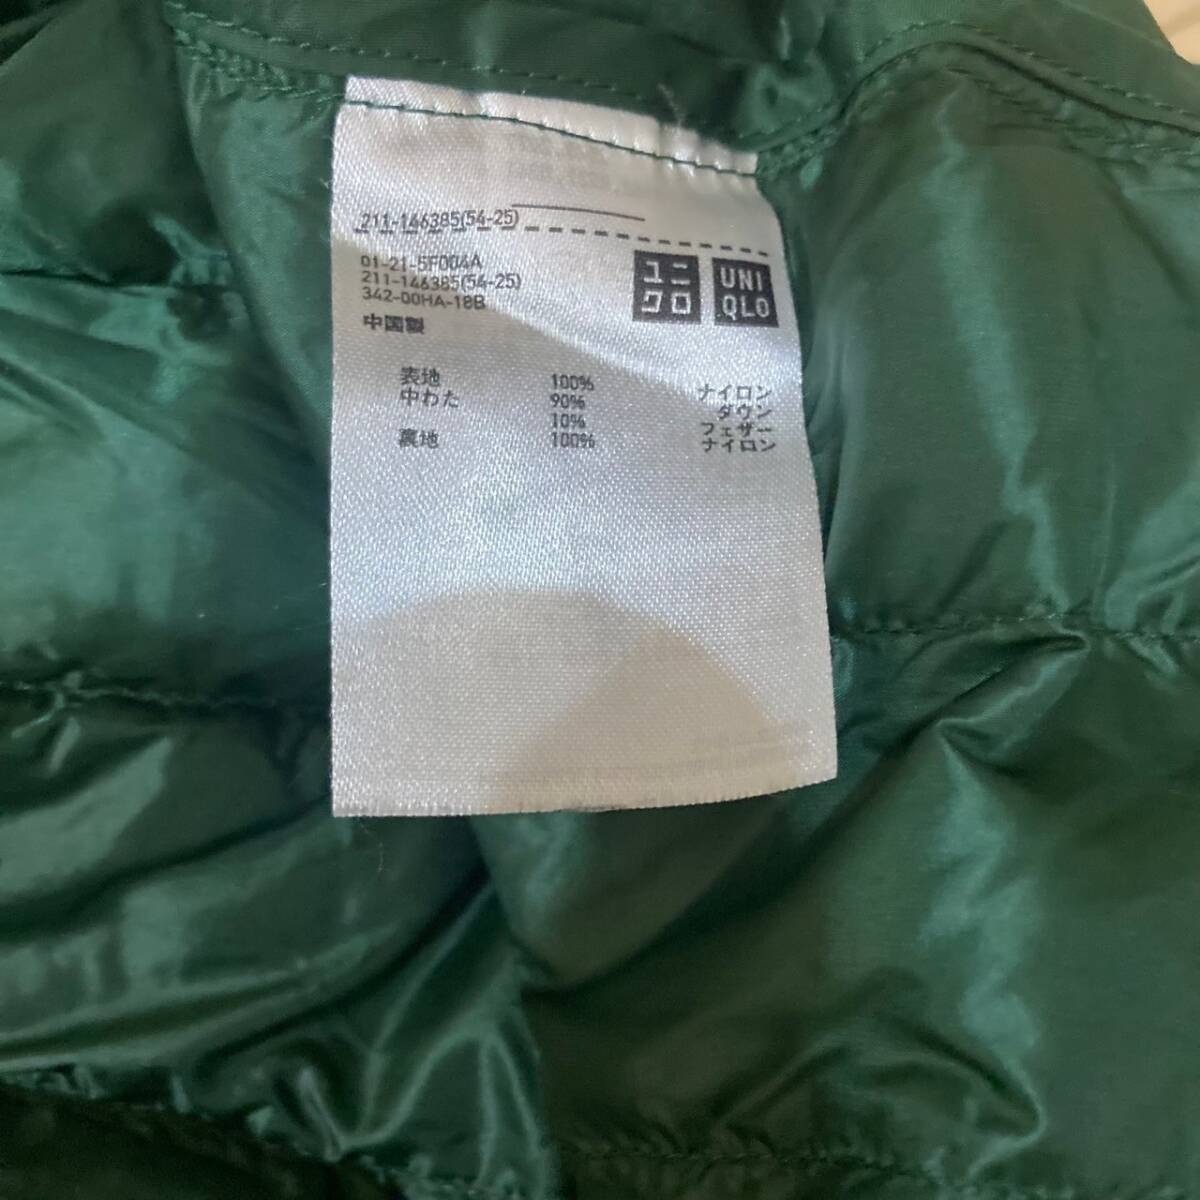 211-146385(54-25)
01-21-5F004A
211-146385(54-25)
342-00HA-18B
中国製
ユニ
クロ
UNI
QLO
表地 100% ナイロン
中わた 90% ダウン
10% フェザー
裏地 100% ナイロン